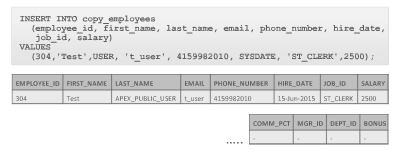 INSERT INTO copy_employees
(employee_id, first_name, last_name, email, phone_number, hire_date,
job_id, salary)
VALUES
(304,'Test',USER, 't_user', 4159982010, SYSDATE, 'ST_CLERK',2500);
EMPLOYEE_ID FIRST_NAME LAST_NAME EMAIL PHONE_NUMBER HIRE_DATE JOB_ID SALARY
304 Test APEX_PUBLIC_USER t_user 4159982010 15-Jun-2015 ST_CLERK 2500
COMM_PCT MGR_ID DEPT_ID BONUS
..... - - - -